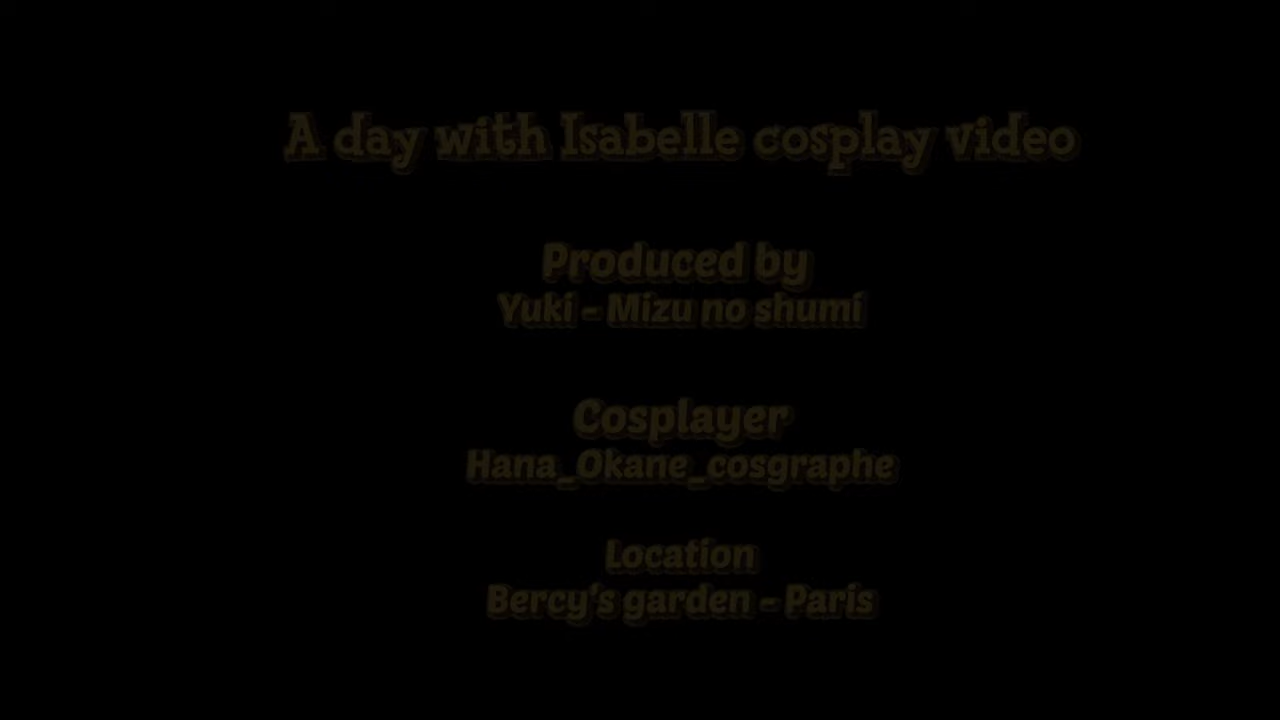 A day with Isabelle cosplay video
Produced by
Yuki - Mizu no shumi
Cosplayer
Hana_Okane_cosgraphe
Location
Bercy's garden - Paris